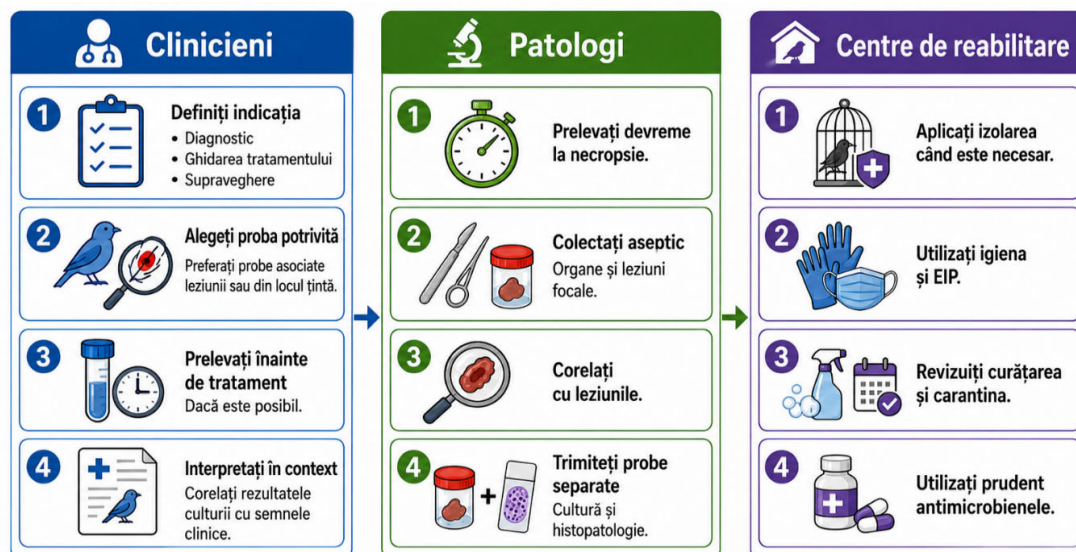 Clinicieni
1
Definiți indicația
• Diagnostic
• Ghidarea tratamentului
• Supraveghere
2
Alegeți proba potrivită
Preferați probe asociate
leziunii sau din locul țintă.
3
Prelevați înainte
de tratament
Dacă este posibil.
4
Interpretați în context
Corelați rezultatele
culturii cu semnele
clinice.
Patologi
1
Prelevați devreme
la necropsie.
2
Colectați aseptic
Organe și leziuni
focale.
3
Corelați
cu leziunile.
4
Trimiteți probe
separate
Cultură și
histopatologie.
Centre de reabilitare
1
Aplicați izolarea
când este necesar.
2
Utilizați igiena
și EIP.
3
Revizuiți curățarea
și carantina.
4
Utilizați prudent
antimicrobienele.